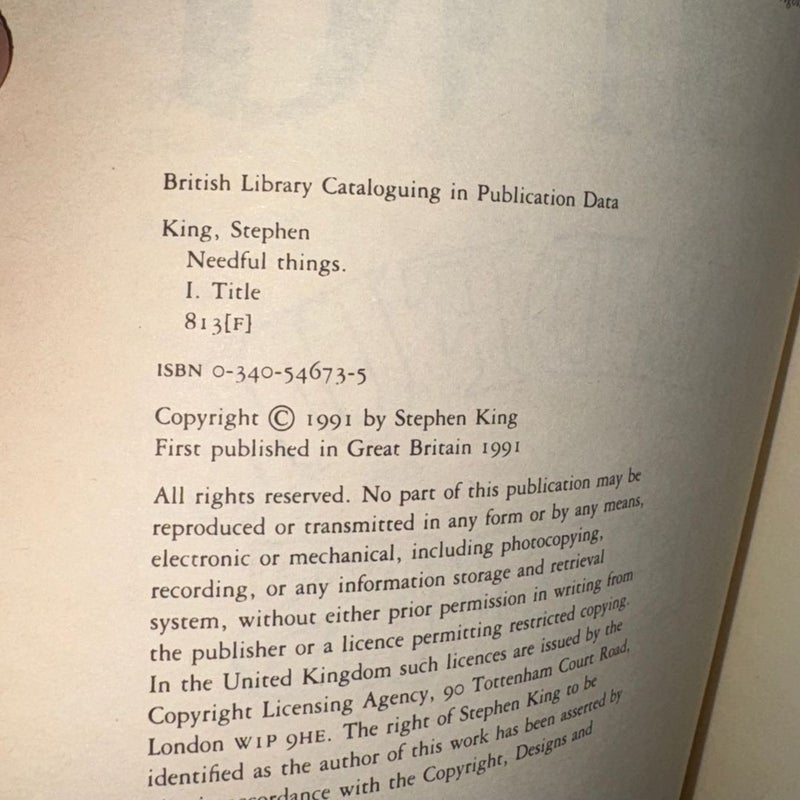 British Library Cataloguing in Publication Data
King, Stephen
Needful things.
I. Title
813[F]
ISBN 0-340-54673-5
Copyright © 1991 by Stephen King
First published in Great Britain 1991
All rights reserved. No part of this publication may be
reproduced or transmitted in any form or by any means,
electronic or mechanical, including photocopying,
recording, or any information storage and retrieval
system, without either prior permission in writing from
the publisher or a licence permitting restricted copying.
In the United Kingdom such licences are issued by the
Copyright Licensing Agency, 90 Tottenham Court Road,
London W1P 9HE. The right of Stephen King to be
identified as the author of this work has been asserted by
accordance with the Copyright, Designs and